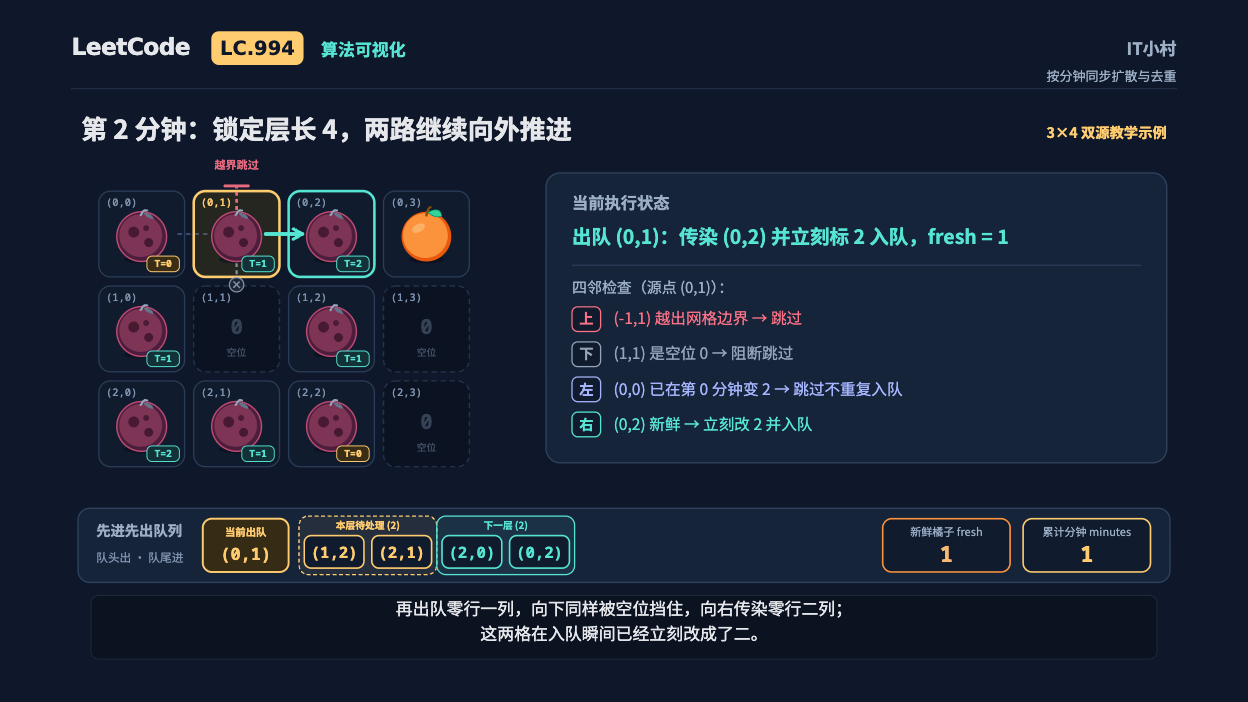 LeetCode LC.994 算法可视化
IT小村
按分钟同步扩散与去重
第 2 分钟：锁定层长 4，两路继续向外推进
3×4 双源教学示例
越界跳过
(0,0) (0,1) (0,2) (0,3)
T=0 T=1 T=2
(1,0) (1,1) (1,2) (1,3)
0 0
空位 空位
T=1 T=1
(2,0) (2,1) (2,2) (2,3)
0
空位
T=2 T=1 T=0
当前执行状态
出队 (0,1)：传染 (0,2) 并立刻标 2 入队，fresh = 1
四邻检查（源点 (0,1)）：
上 (-1,1) 越出网格边界 → 跳过
下 (1,1) 是空位 0 → 阻断跳过
左 (0,0) 已在第 0 分钟变 2 → 跳过不重复入队
右 (0,2) 新鲜 → 立刻改 2 并入队
先进先出队列
队头出 · 队尾进
当前出队
(0,1)
本层待处理 (2)
(1,2) (2,1)
下一层 (2)
(2,0) (0,2)
新鲜橘子 fresh
1
累计分钟 minutes
1
再出队零行一列，向下同样被空位挡住，向右传染零行二列；
这两格在入队瞬间已经立刻改成了二。